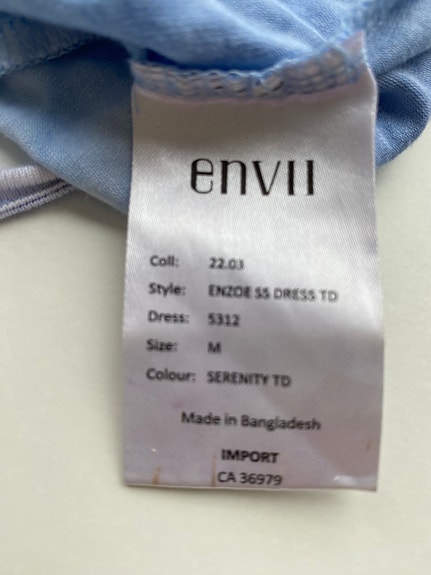 envii
Coll: 22.03
Style: ENZOE SS DRESS TD
Dress: 5312
Size: M
Colour: SERENITY TD
Made in Bangladesh
IMPORT
CA 36979